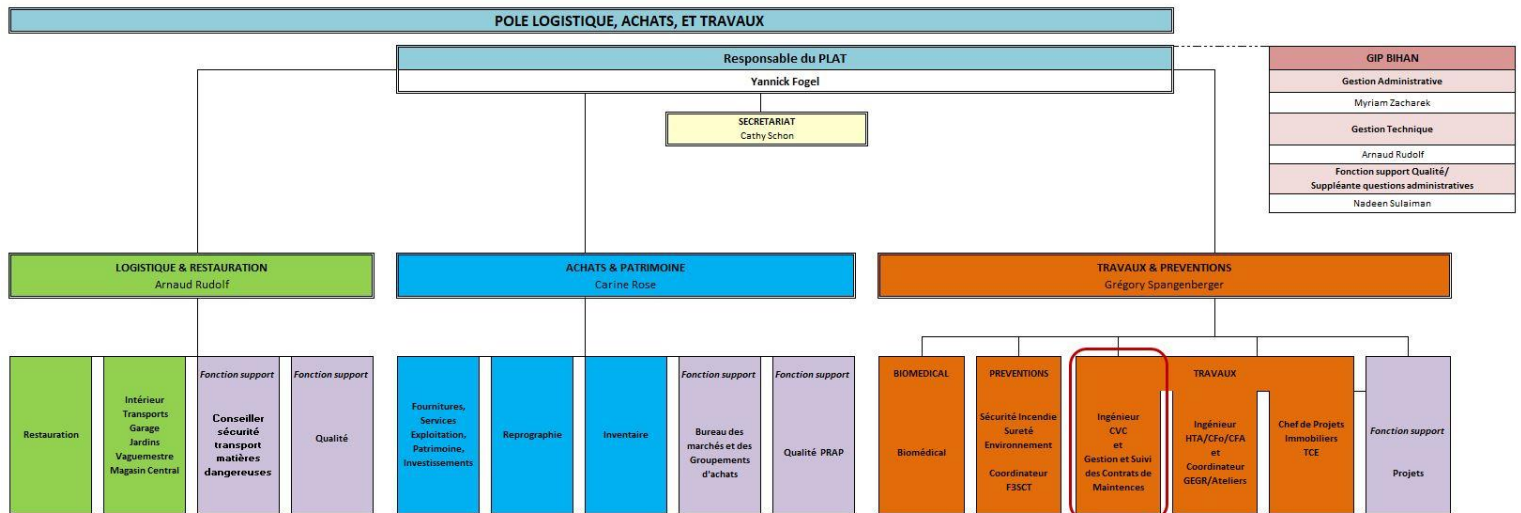 POLE LOGISTIQUE, ACHATS, ET TRAVAUX
Responsable du PLAT
Yannick Fogel
SECRETARIAT
Cathy Schon
GIP BIHAN
Gestion Administrative
Myriam Zacharek
Gestion Technique
Arnaud Rudolf
Fonction support Qualité/
Suppléante questions administratives
Nadeen Sulaiman
LOGISTIQUE & RESTAURATION
Arnaud Rudolf
ACHATS & PATRIMOINE
Carine Rose
TRAVAUX & PREVENTIONS
Grégory Spangenberger
Restauration
Intérieur
Transports
Garage
Jardins
Vaguemestre
Magasin Central
Fonction support
Conseiller
sécurité
transport
matières
dangereuses
Fonction support
Qualité
Fournitures,
Services
Exploitation,
Patrimoine,
Investissements
Reprographie
Inventaire
Fonction support
Bureau des
marchés et des
Groupements
d'achats
Fonction support
Qualité PRAP
BIOMEDICAL
Biomédical
PREVENTIONS
Sécurité Incendie
Sureté
Environnement
Coordinateur
F3SCT
TRAVAUX
Ingénieur
CVC
et
Gestion et Suivi
des Contrats de
Maintences
Ingénieur
HTA/CFo/CFA
et
Coordinateur
GEGR/Ateliers
Chef de Projets
Immobiliers
TCE
Fonction support
Projets